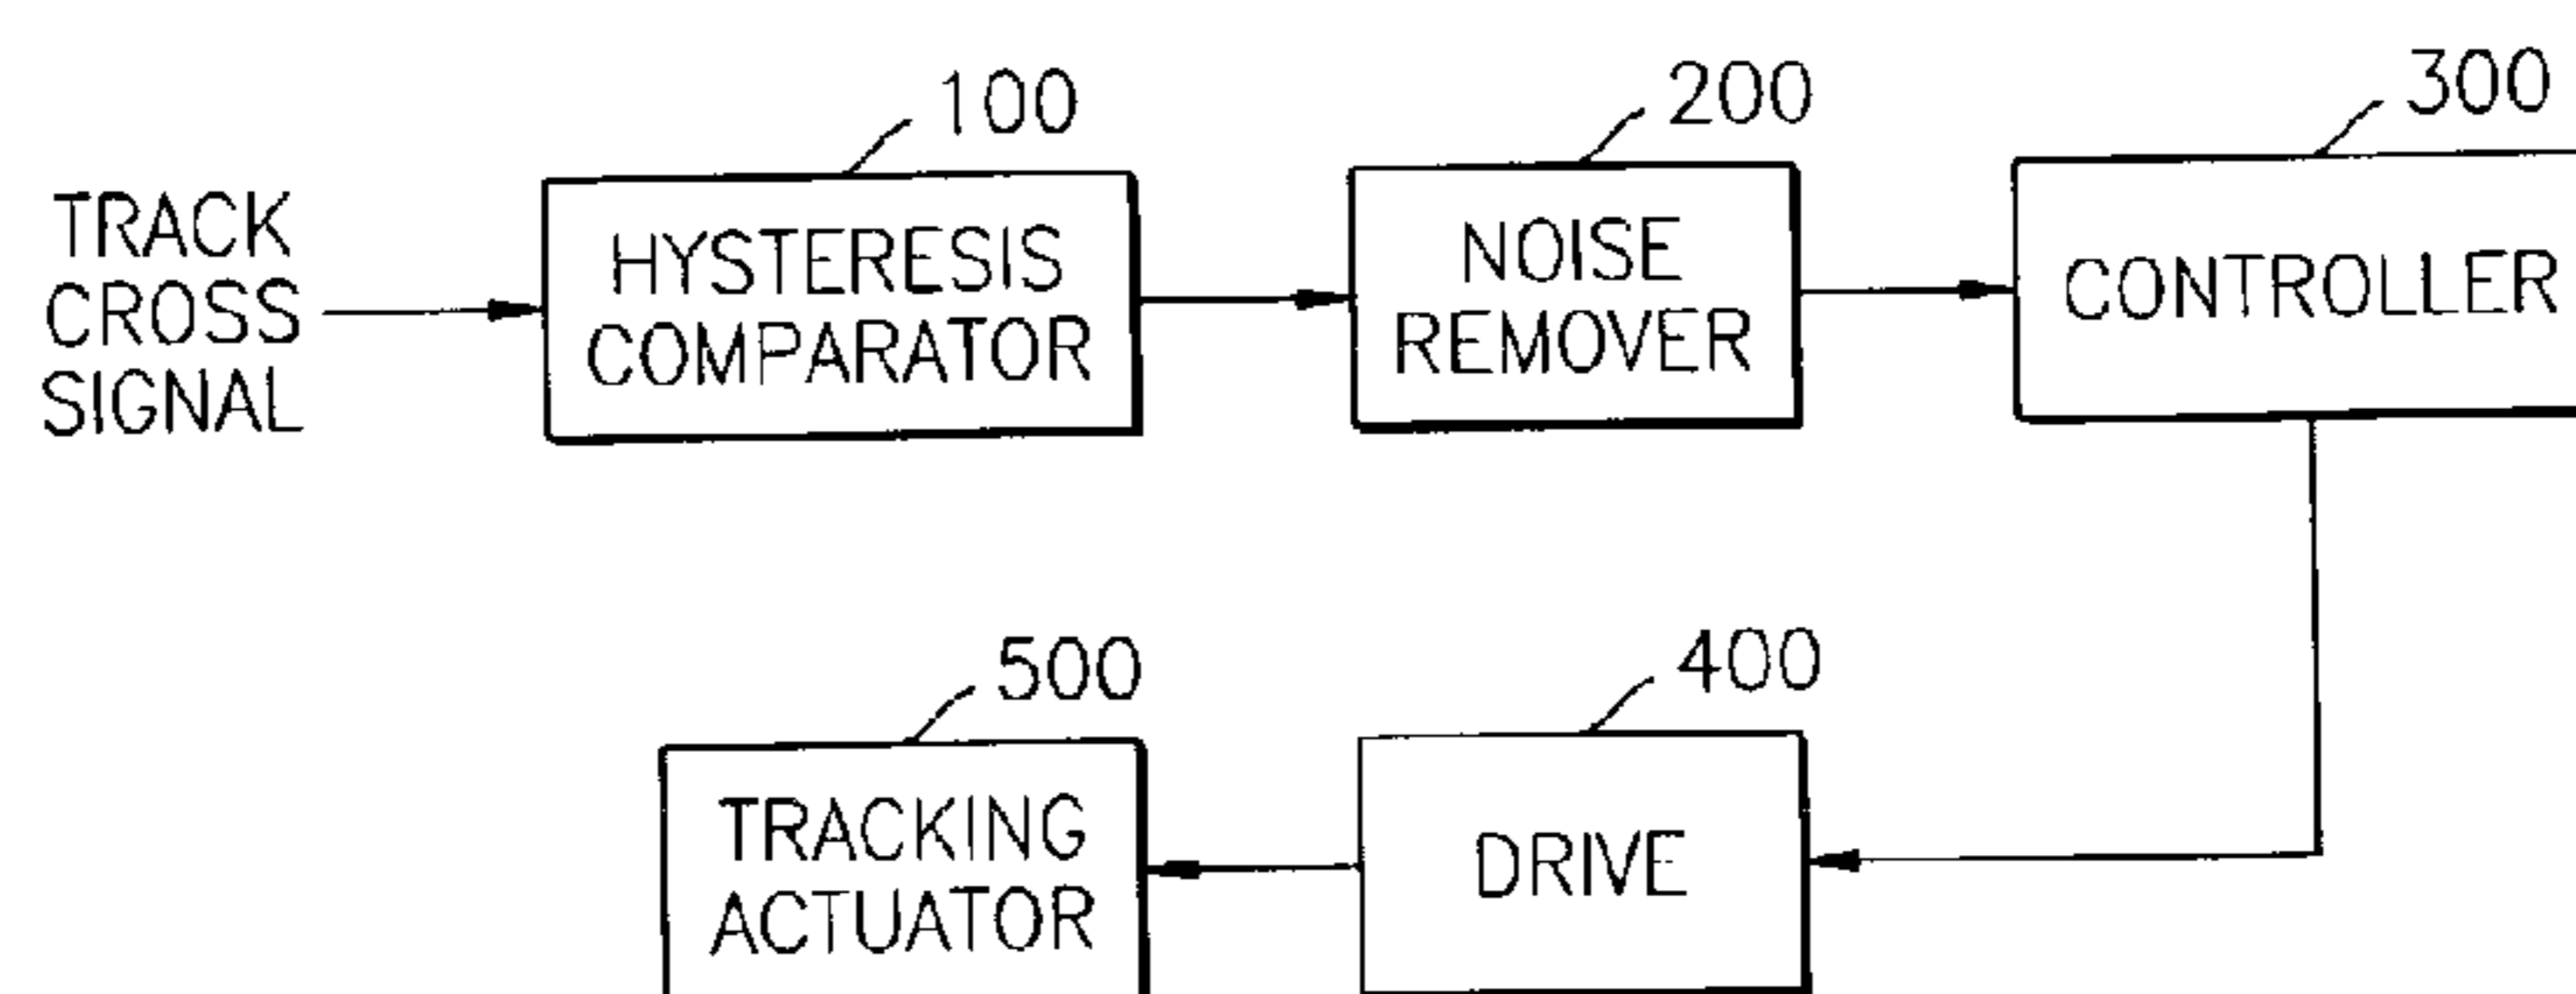 100
200
300
TRACK
CROSS
SIGNAL
HYSTERESIS
COMPARATOR
NOISE
REMOVER
CONTROLLER
500
400
TRACKING
ACTUATOR
DRIVE